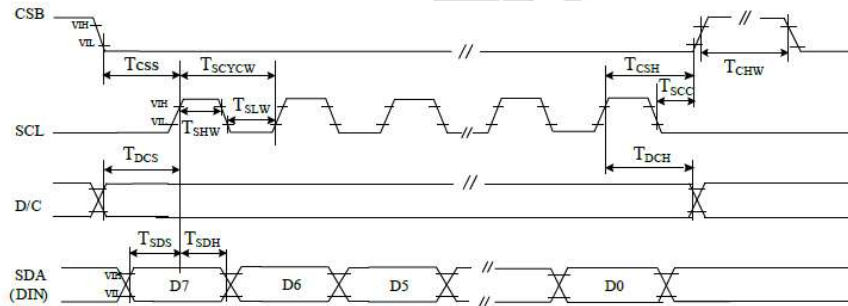 CSB
VIH
VIL
Tcss
TSCYCW
TCSH
TCHW
TSCC
VIH
VIL
TSHW
TSLW
SCL
TDCS
TDCH
D/C
TSDS
TSDH
SDA
(DIN)
VIH
VIL
D7
D6
D5
D0